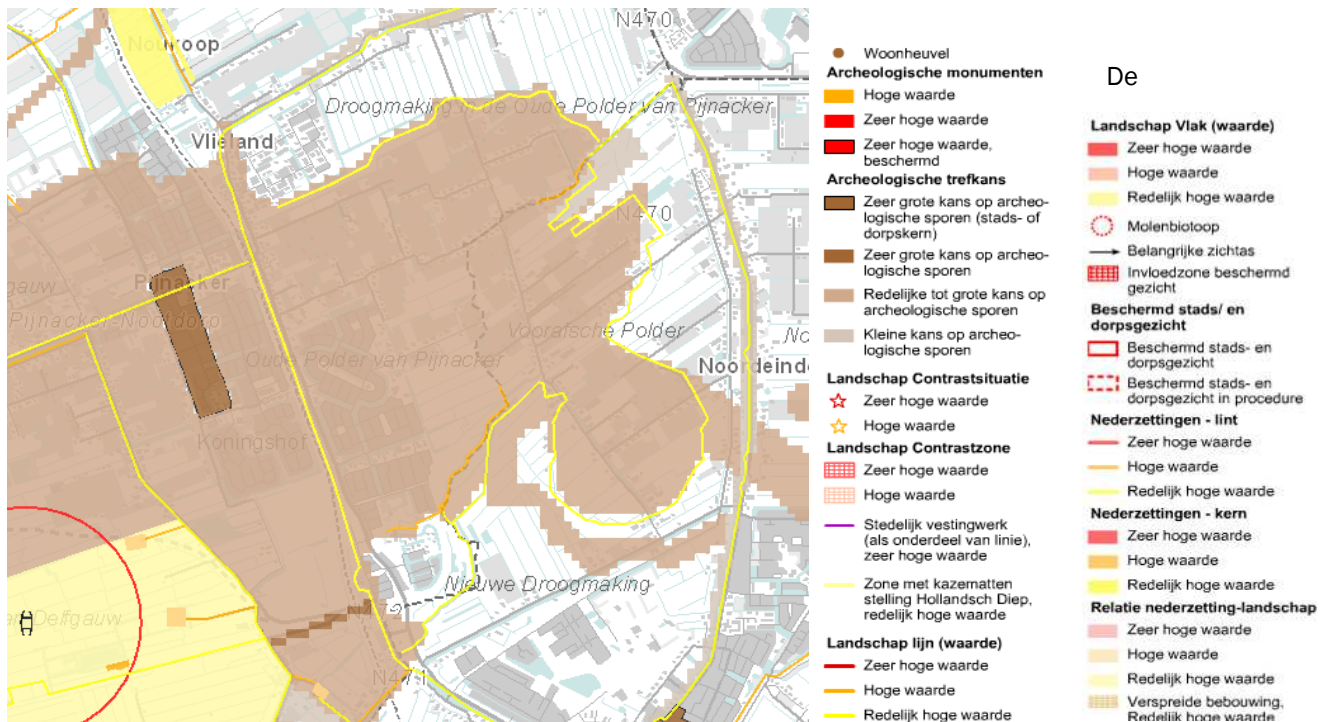 N470
Nouroop
Droogmaking in de Oude Polder van Pijnacker
Vlieland
N470
gauw
Pijnacker
Pijnacker-Nootdorp
Voorafsche Polder
No
Oude Polder van Pijnacker
Noordeinde
Koningshof
Nieuwe Droogmaking
Delfgauw
N472
N471
Woonheuvel
Archeologische monumenten
Hoge waarde
Zeer hoge waarde
Zeer hoge waarde,
beschermd
Archeologische trefkans
Zeer grote kans op archeo-
logische sporen (stads- of
dorpskern)
Zeer grote kans op archeo-
logische sporen
Redelijke tot grote kans op
archeologische sporen
Kleine kans op archeo-
logische sporen
Landschap Contrastsituatie
Zeer hoge waarde
Hoge waarde
Landschap Contrastzone
Zeer hoge waarde
Hoge waarde
Stedelijk vestingwerk
(als onderdeel van linie),
zeer hoge waarde
Zone met kazematten
stelling Hollandsch Diep,
redelijk hoge waarde
Landschap lijn (waarde)
Zeer hoge waarde
Hoge waarde
Redelijk hoge waarde
De
Landschap Vlak (waarde)
Zeer hoge waarde
Hoge waarde
Redelijk hoge waarde
Molenbiotoop
Belangrijke zichtas
Invloedzone beschermd
gezicht
Beschermd stads/ en
dorpsgezicht
Beschermd stads- en
dorpsgezicht
Beschermd stads- en
dorpsgezicht in procedure
Nederzettingen - lint
Zeer hoge waarde
Hoge waarde
Redelijk hoge waarde
Nederzettingen - kern
Zeer hoge waarde
Hoge waarde
Redelijk hoge waarde
Relatie nederzetting-landschap
Zeer hoge waarde
Hoge waarde
Redelijk hoge waarde
Verspreide bebouwing,
Redelijk hoge waarde